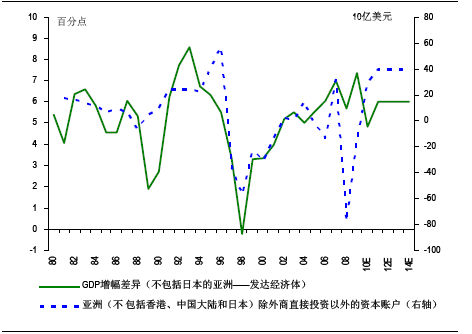 百分点
10亿美元
10 80
9 60
8
7 40
6 20
5 0
4 -20
3 -40
2 -60
1
0 -80
-1 -100
80 82 84 86 88 90 92 94 96 98 00 02 04 06 08 10E 12E 14E
GDP增幅差异（不包括日本的亚洲——发达经济体）
亚洲（不包括香港、中国大陆和日本）除外商直接投资以外的资本账户（右轴）